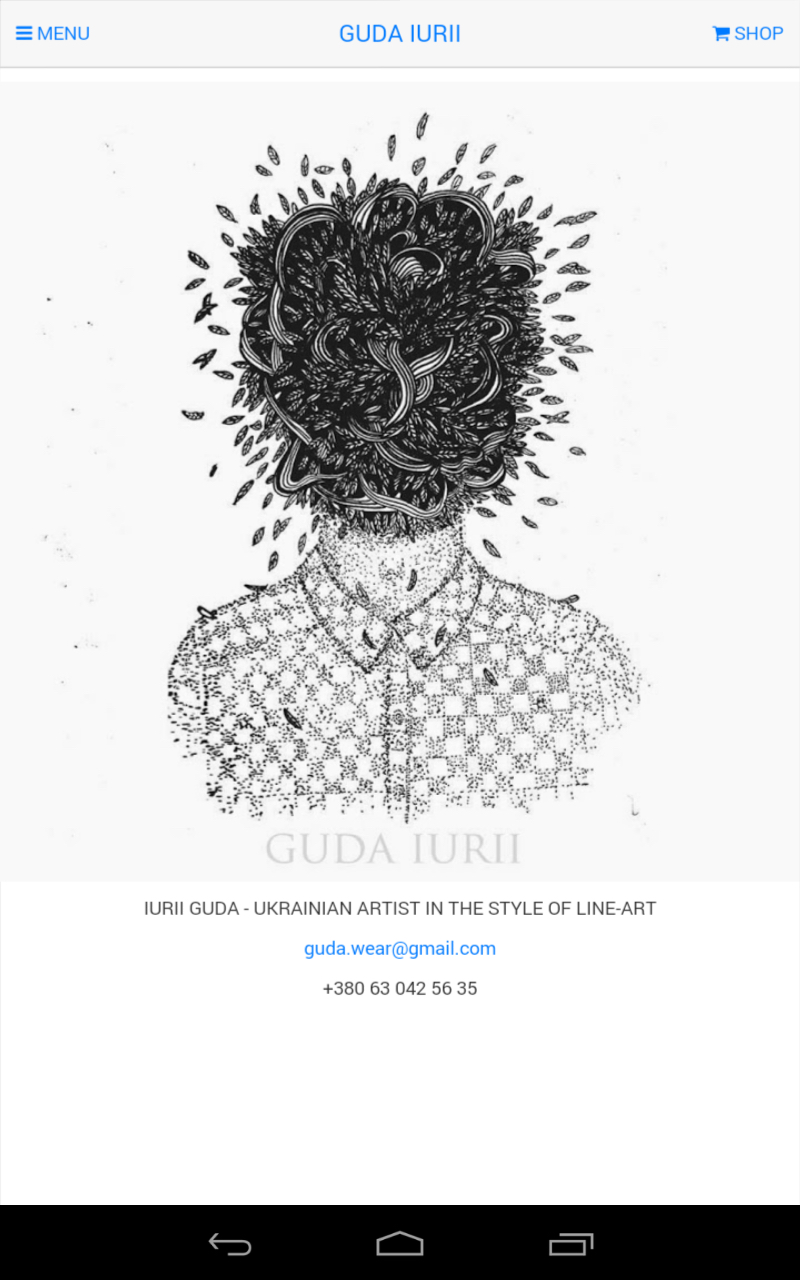 MENU
GUDA IURII
SHOP
GUDA IURII
IURII GUDA - UKRAINIAN ARTIST IN THE STYLE OF LINE-ART
guda.wear@gmail.com
+380 63 042 56 35